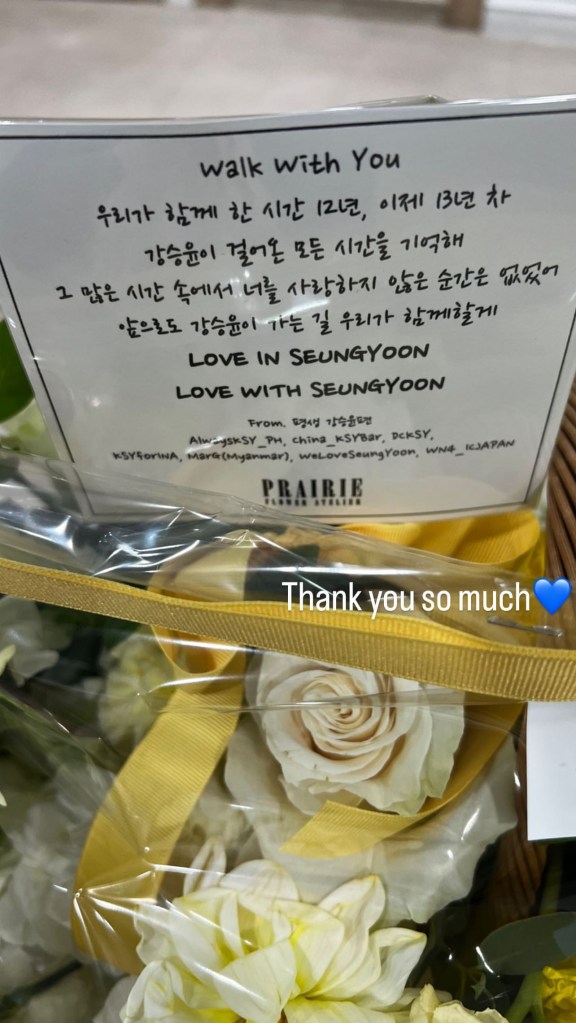 Walk With You
우리가 함께 한 시간 12년, 이제 13년 차
강승윤이 걸어온 모든 시간을 기억해
그 많은 시간 속에서 너를 사랑하지 않은 순간은 없었어
앞으로도 강승윤이 가는 길 우리가 함께할게
LOVE IN SEUNGYOON
LOVE WITH SEUNGYOON
From. 평생 강승윤편
AlwaysKSY_PH, China_KSYBar, DCKSY,
KSYforINA, MarG(Myanmar), WeLoveSeungYoon, WN4_ICJAPAN
PRAIRIE
FLOWER ATELIER
Thank you so much💙